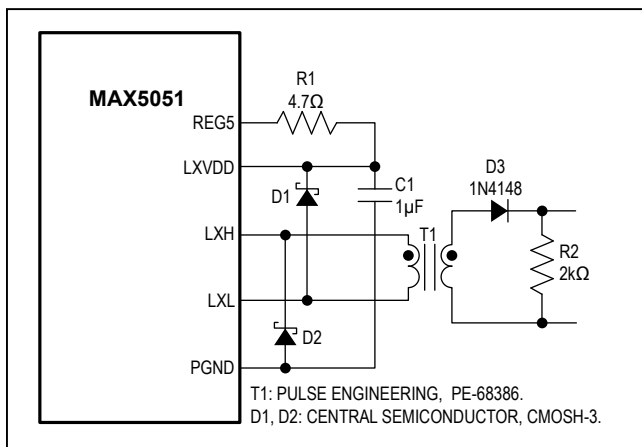 MAX5051
R1
4.7Ω
REG5
LXVDD
D1
C1
1µF
D3
1N4148
LXH
T1
R2
2kΩ
LXL
D2
PGND
T1: PULSE ENGINEERING, PE-68386.
D1, D2: CENTRAL SEMICONDUCTOR, CMOSH-3.